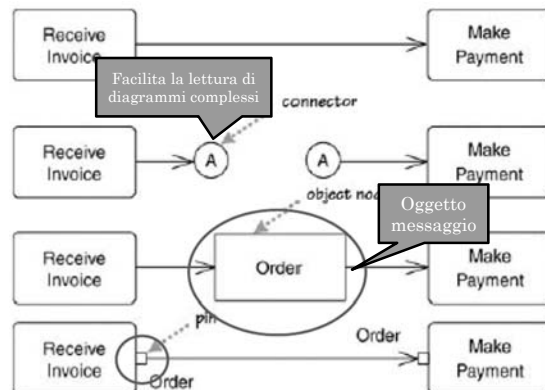 Receive
Invoice
Make
Payment
Facilita la lettura di
diagrammi complessi
connector
Receive
Invoice
A
A
Make
Payment
object
Oggetto
messaggio
Receive
Invoice
Order
Make
Payment
pin
Receive
Invoice
Order
Order
Make
Payment